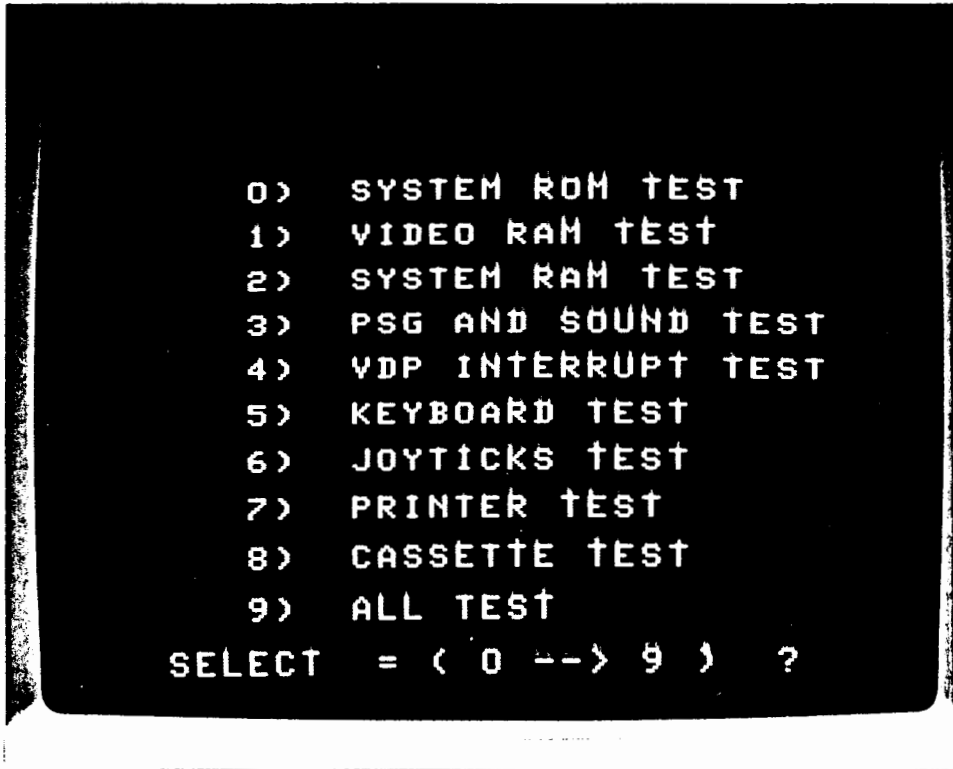 0) SYSTEM ROM TEST
1) VIDEO RAM TEST
2) SYSTEM RAM TEST
3) PSG AND SOUND TEST
4) VDP INTERRUPT TEST
5) KEYBOARD TEST
6) JOYTICKS TEST
7) PRINTER TEST
8) CASSETTE TEST
9) ALL TEST
SELECT = ( 0 --> 9 ) ?